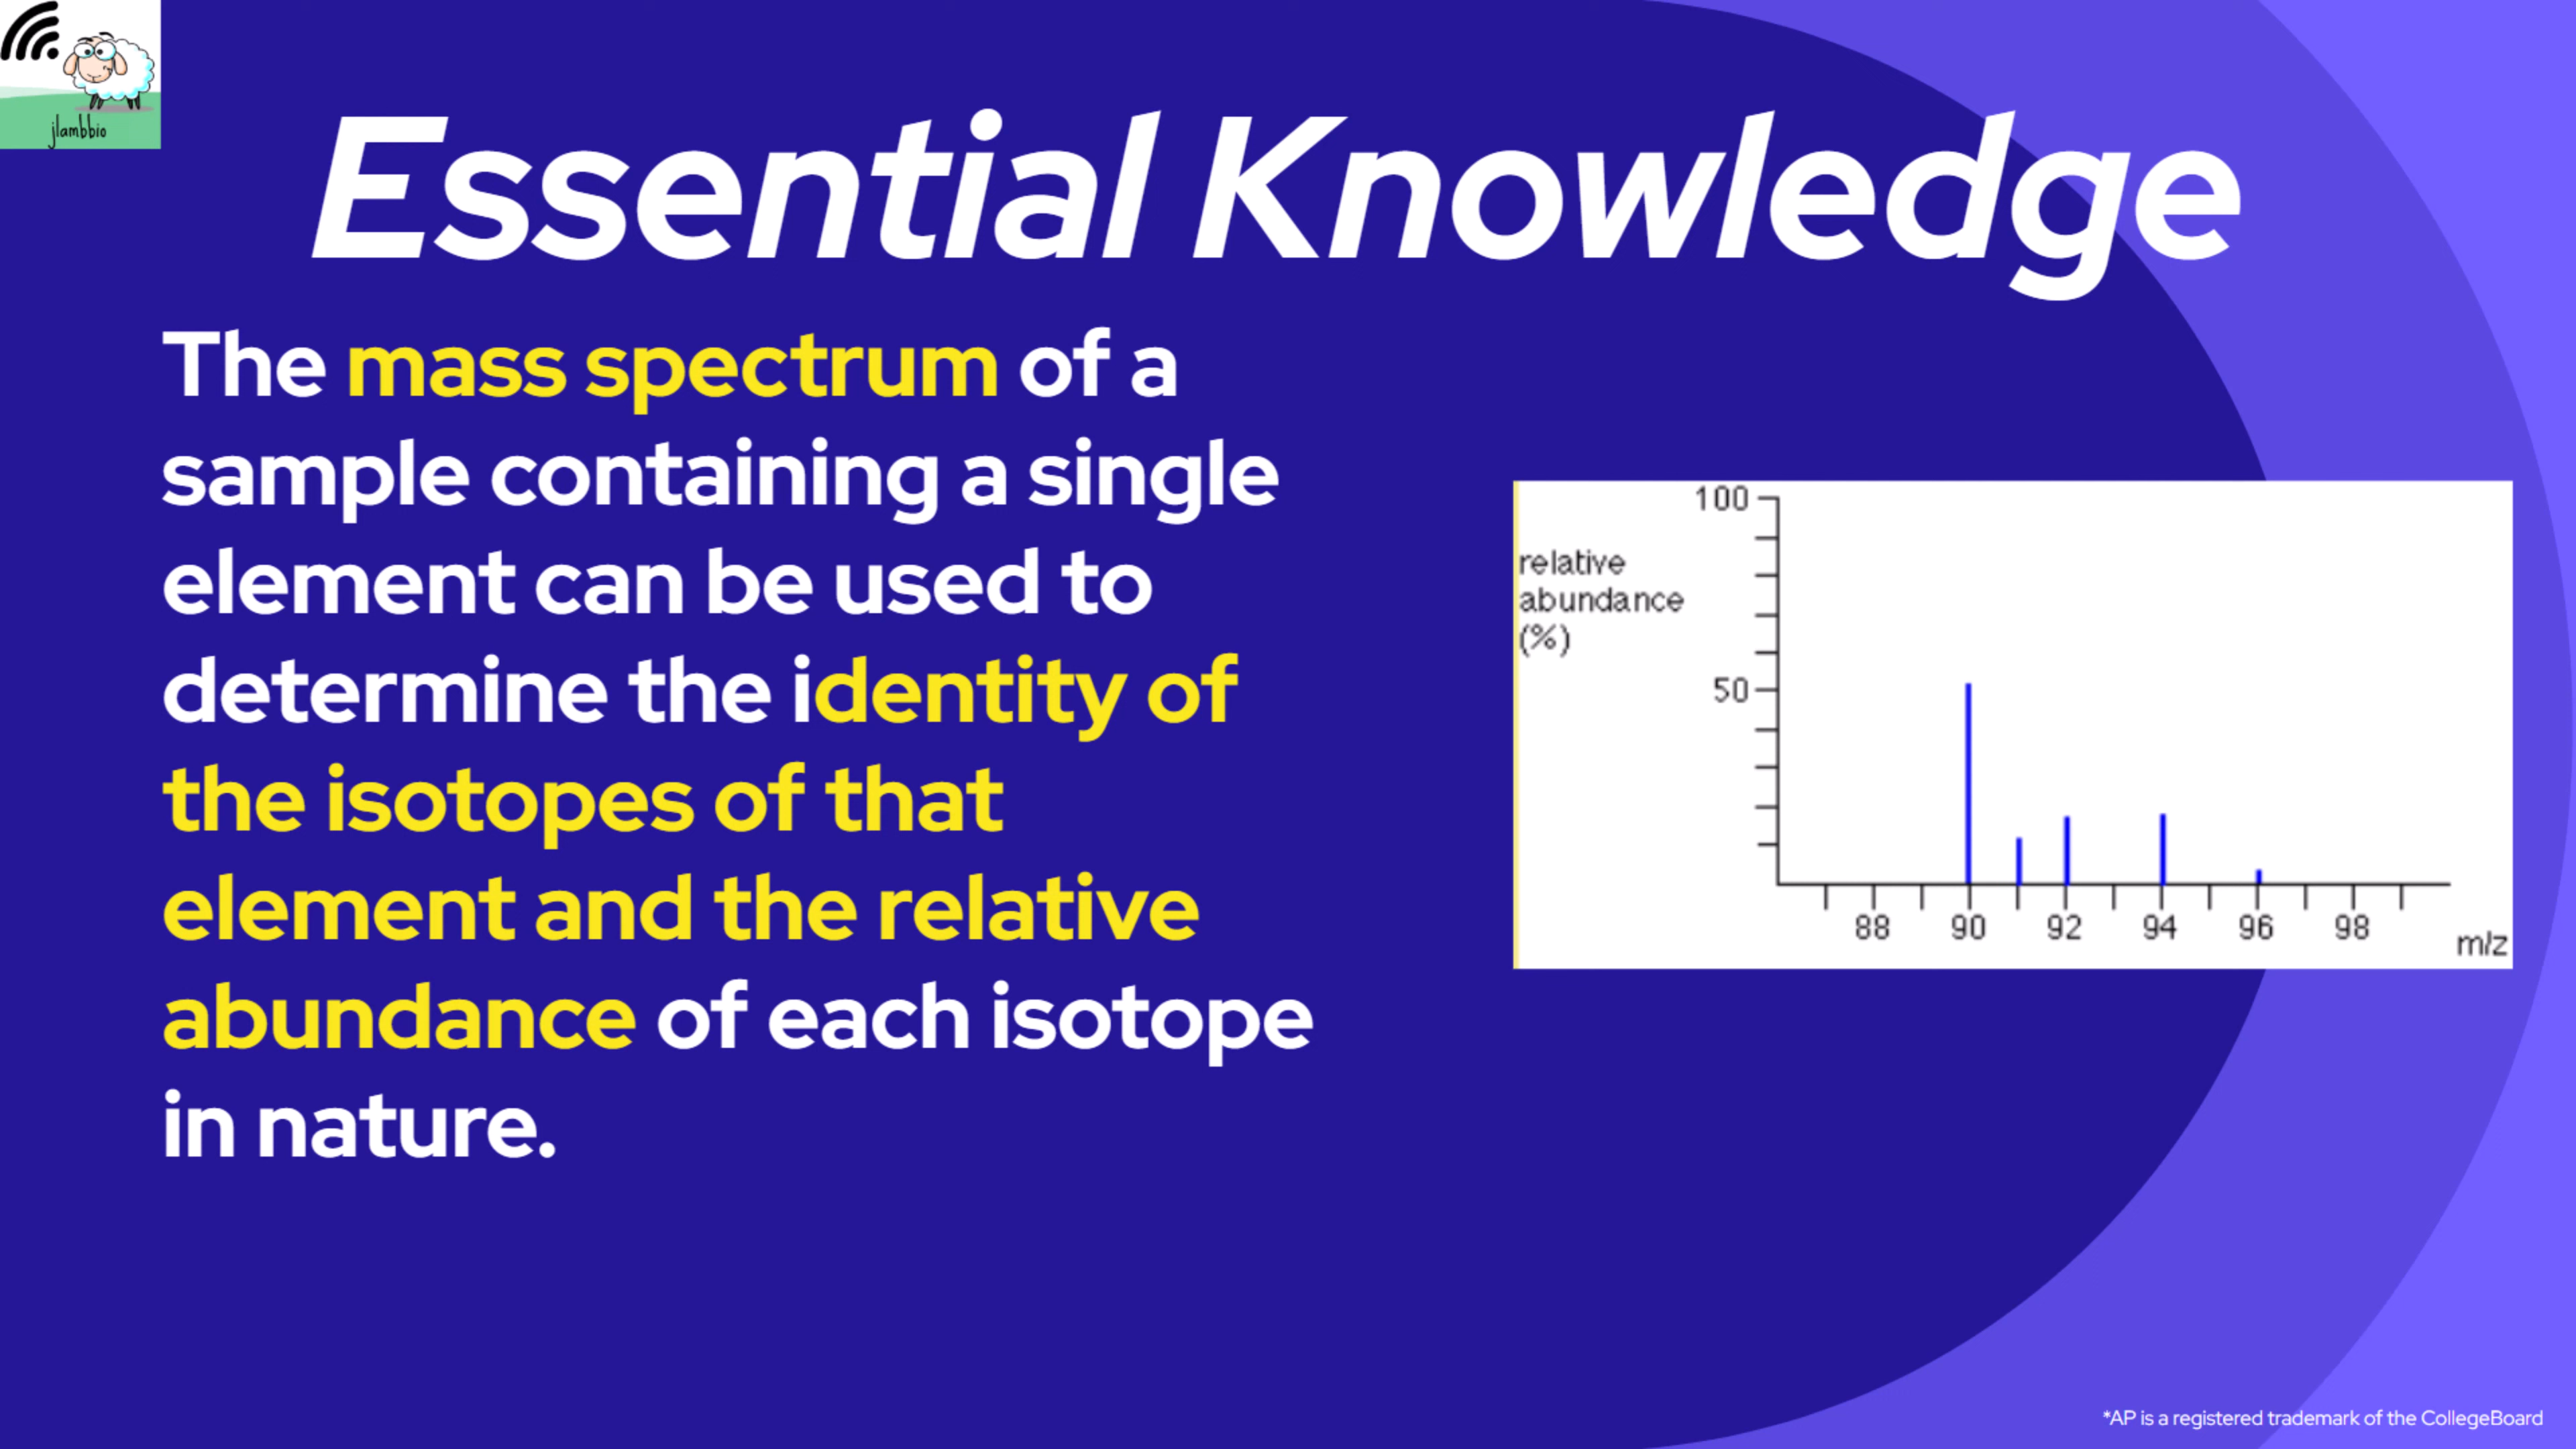 jlambbio
Essential Knowledge
The mass spectrum of a
sample containing a single
element can be used to
determine the identity of
the isotopes of that
element and the relative
abundance of each isotope
in nature.
100
relative
abundance
(%)
50
88 90 92 94 96 98
m/z
*AP is a registered trademark of the CollegeBoard